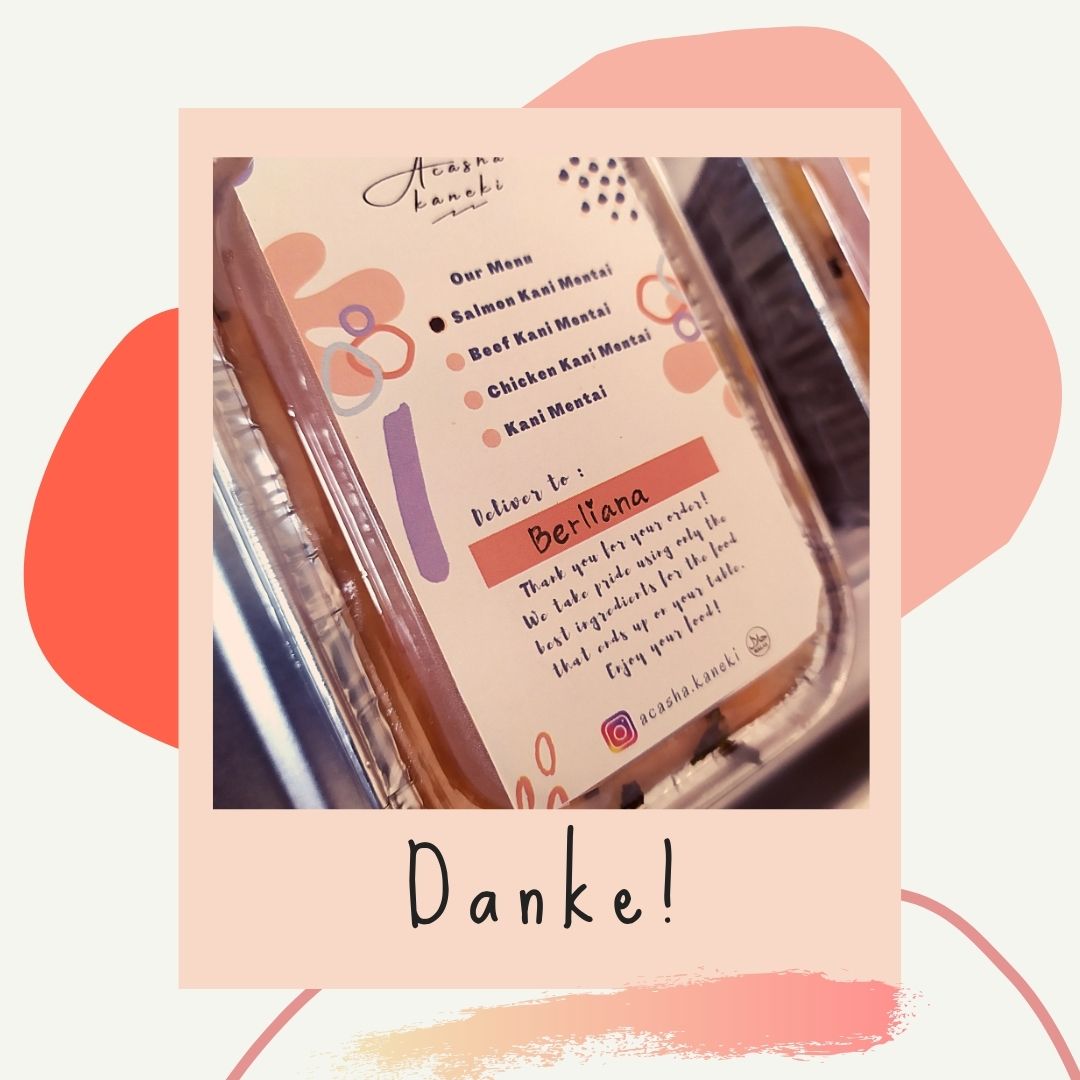 Acasha
kaneki
Our Menu
Salmon Kani Mentai
Beef Kani Mentai
Chicken Kani Mentai
Kani Mentai
Deliver to :
Berliana
Thank you for your order!
We take pride using only the
best ingredients for the food
that ends up on your table.
Enjoy your food!
acasha.kaneki
Danke!